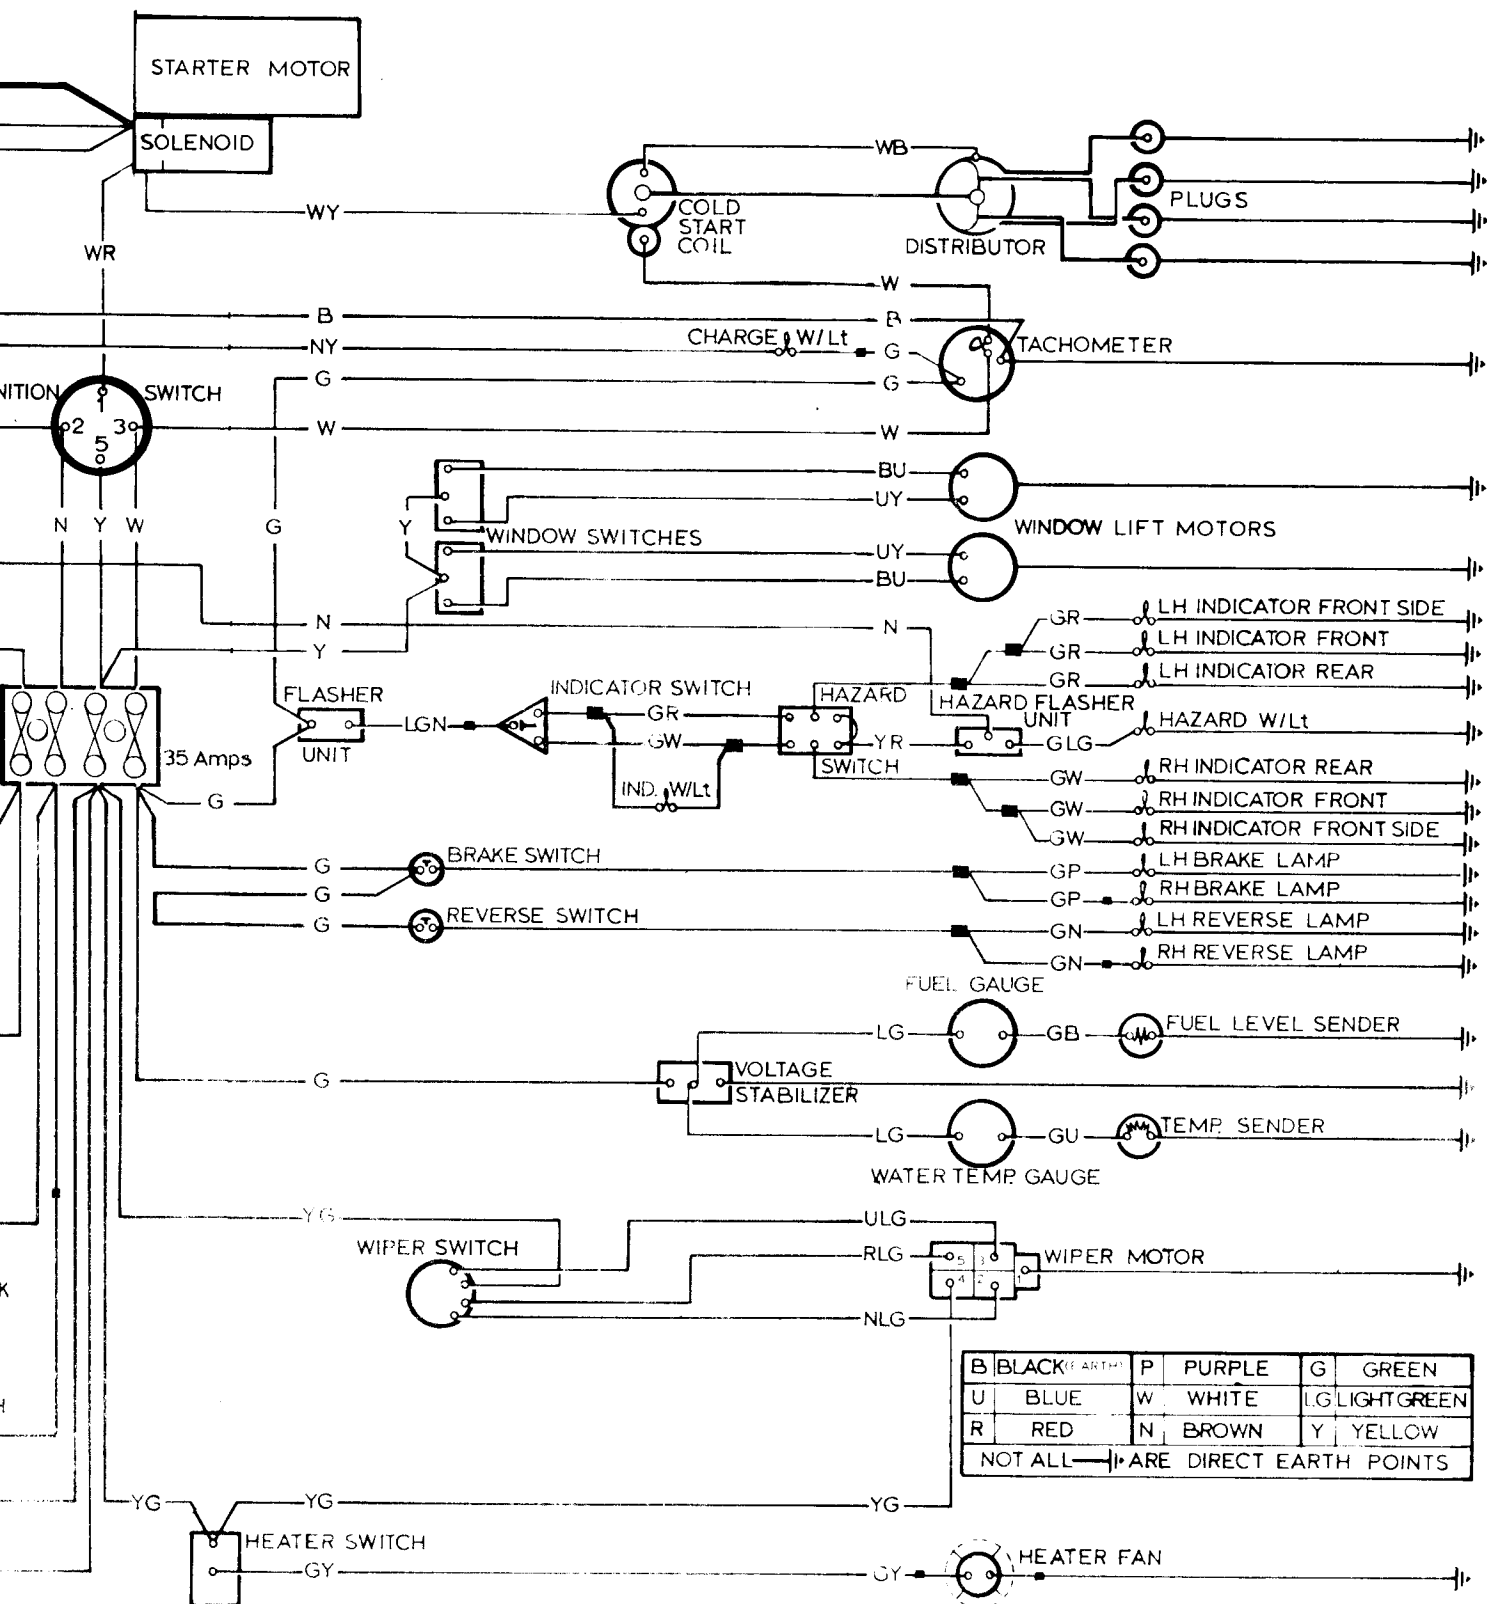 STARTER MOTOR
SOLENOID
WB
COLD
START
COIL
PLUGS
WY
DISTRIBUTOR
WR
W
B
B
CHARGE W/Lt
TACHOMETER
NY
G
G
G
NITION
SWITCH
2
3
5
W
W
BU
UY
WINDOW SWITCHES
WINDOW LIFT MOTORS
N
Y
W
G
Y
UY
BU
N
N
Y
GR
LH INDICATOR FRONT SIDE
GR
LH INDICATOR FRONT
GR
LH INDICATOR REAR
FLASHER
UNIT
LGN
INDICATOR SWITCH
GR
GW
IND. W/Lt
HAZARD
SWITCH
YR
HAZARD FLASHER
UNIT
GLG
HAZARD W/Lt
35 Amps
G
GW
RH INDICATOR REAR
GW
RH INDICATOR FRONT
GW
RH INDICATOR FRONT SIDE
G
BRAKE SWITCH
GP
LH BRAKE LAMP
G
GP
RH BRAKE LAMP
G
REVERSE SWITCH
GN
LH REVERSE LAMP
GN
RH REVERSE LAMP
FUEL GAUGE
LG
GB
FUEL LEVEL SENDER
G
VOLTAGE
STABILIZER
LG
GU
TEMP. SENDER
WATER TEMP. GAUGE
YG
ULG
WIPER SWITCH
RLG
5
3
4
2
1
WIPER MOTOR
NLG
K
H
B BLACK (EARTH) P PURPLE G GREEN
U BLUE W WHITE LG LIGHT GREEN
R RED N BROWN Y YELLOW
NOT ALL ARE DIRECT EARTH POINTS
YG
YG
YG
HEATER SWITCH
GY
GY
HEATER FAN